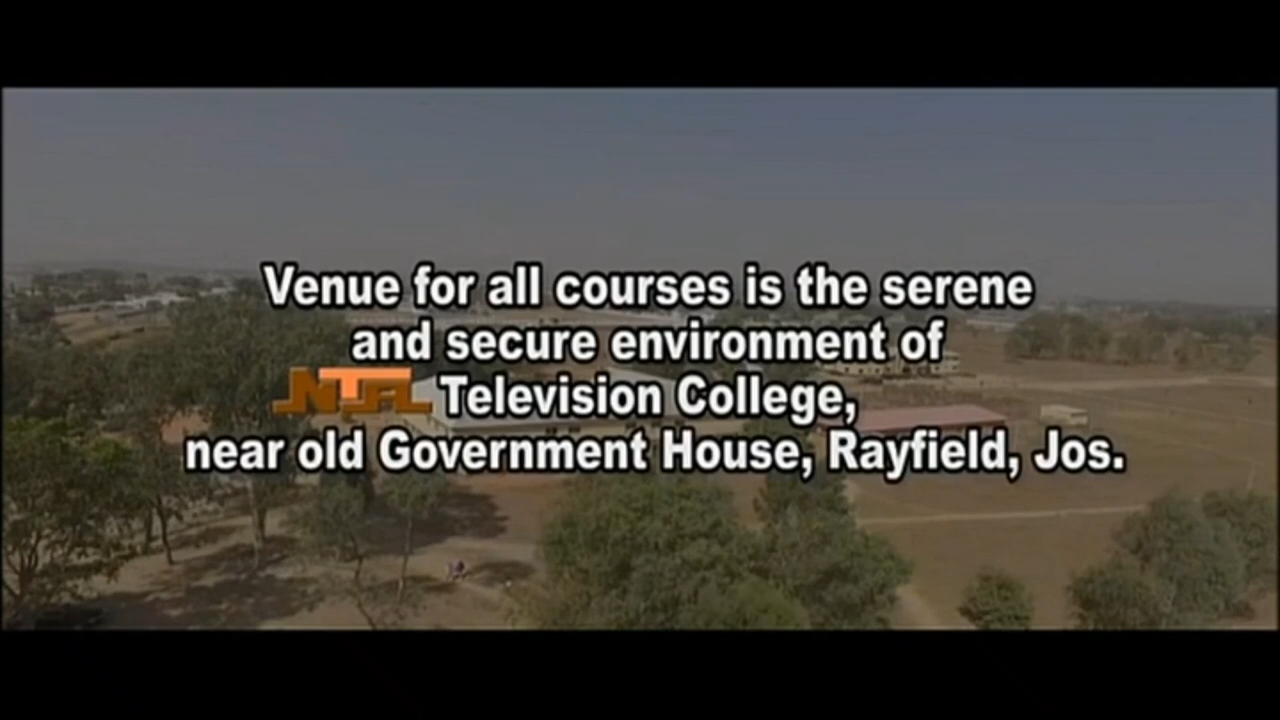 Venue for all courses is the serene
and secure environment of
NTA Television College,
near old Government House, Rayfield, Jos.